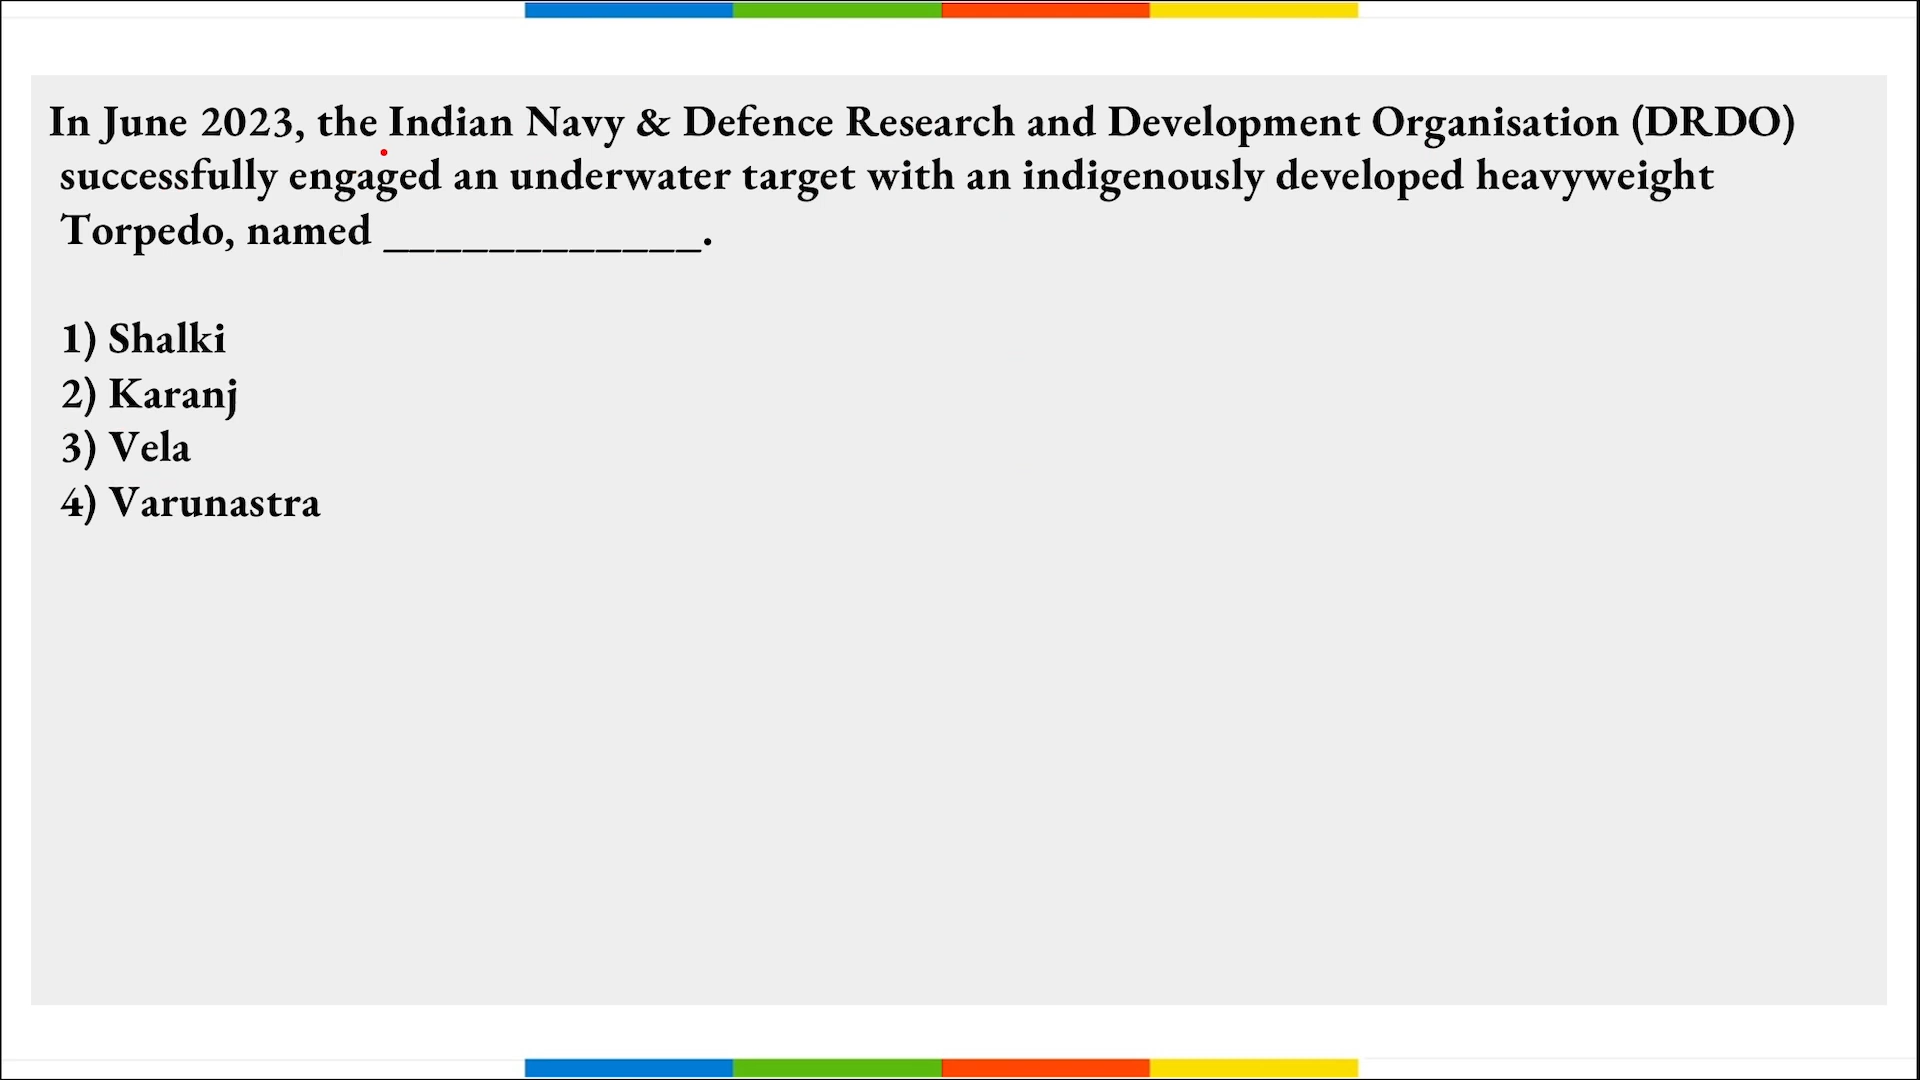 In June 2023, the Indian Navy & Defence Research and Development Organisation (DRDO)
successfully engaged an underwater target with an indigenously developed heavyweight
Torpedo, named ____________.
1) Shalki
2) Karanj
3) Vela
4) Varunastra